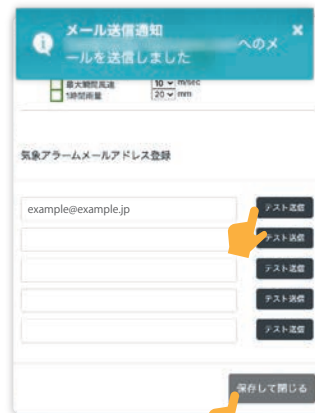 メール送信通知
へのメ ×
ールを送信しました
最大瞬間風速 10 m/sec
1時間雨量 20 mm
気象アラームメールアドレス登録
example@example.jp テスト送信
テスト送信
テスト送信
テスト送信
テスト送信
保存して閉じる